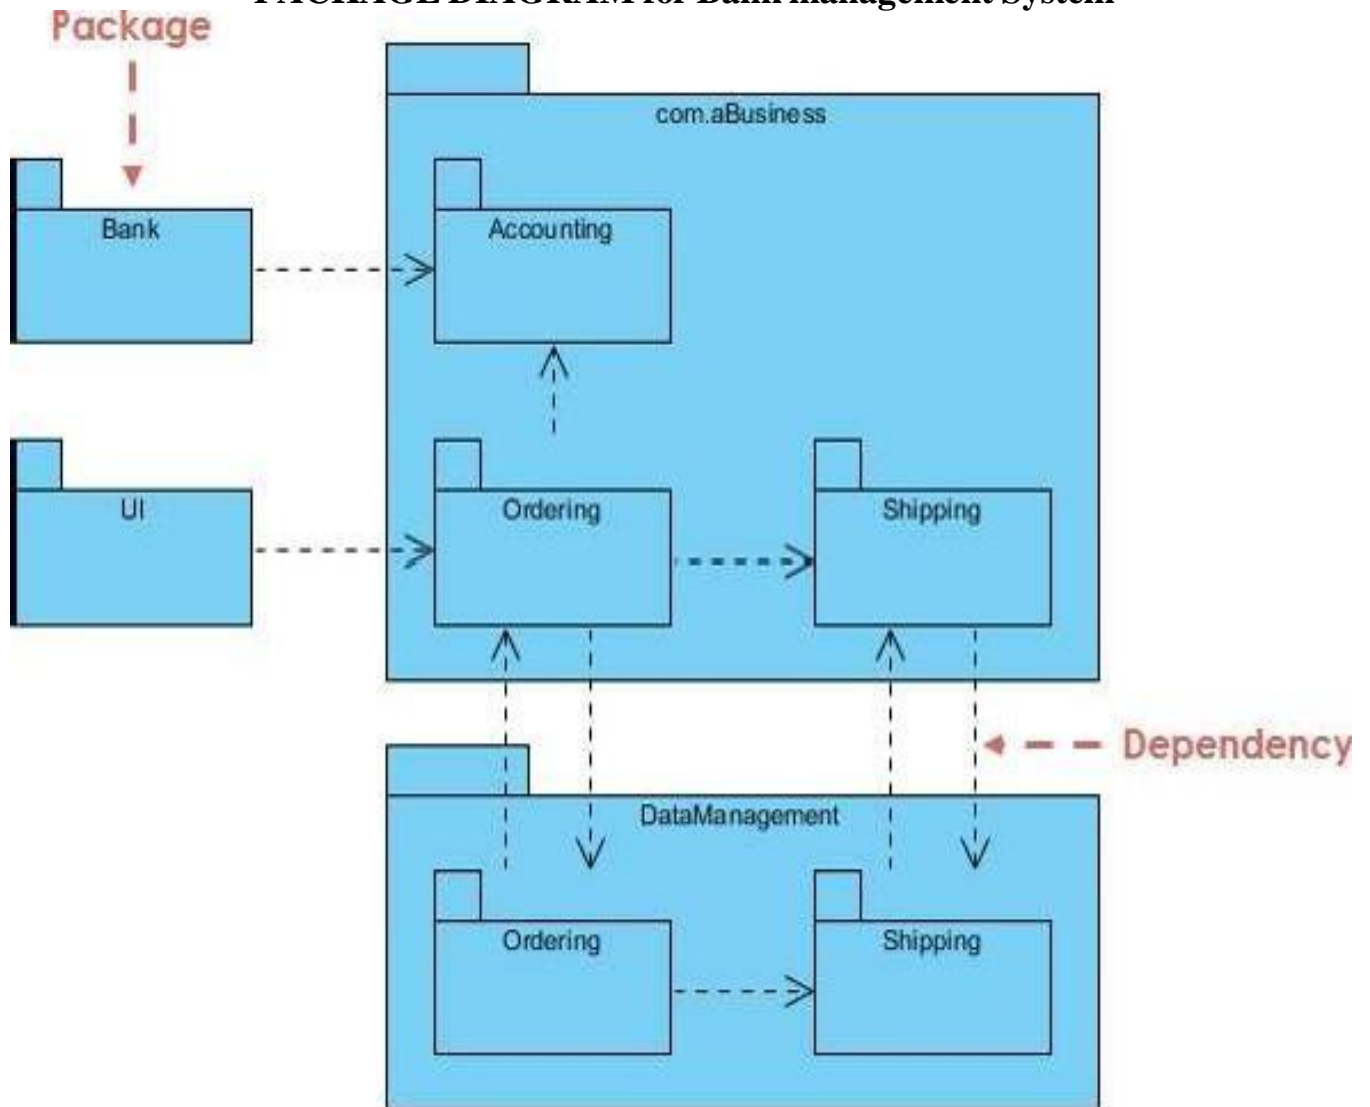 PACKAGE DIAGRAM for Bank management System
Package
com.aBusiness
Bank
Accounting
UI
Ordering
Shipping
Dependency
DataManagement
Ordering
Shipping